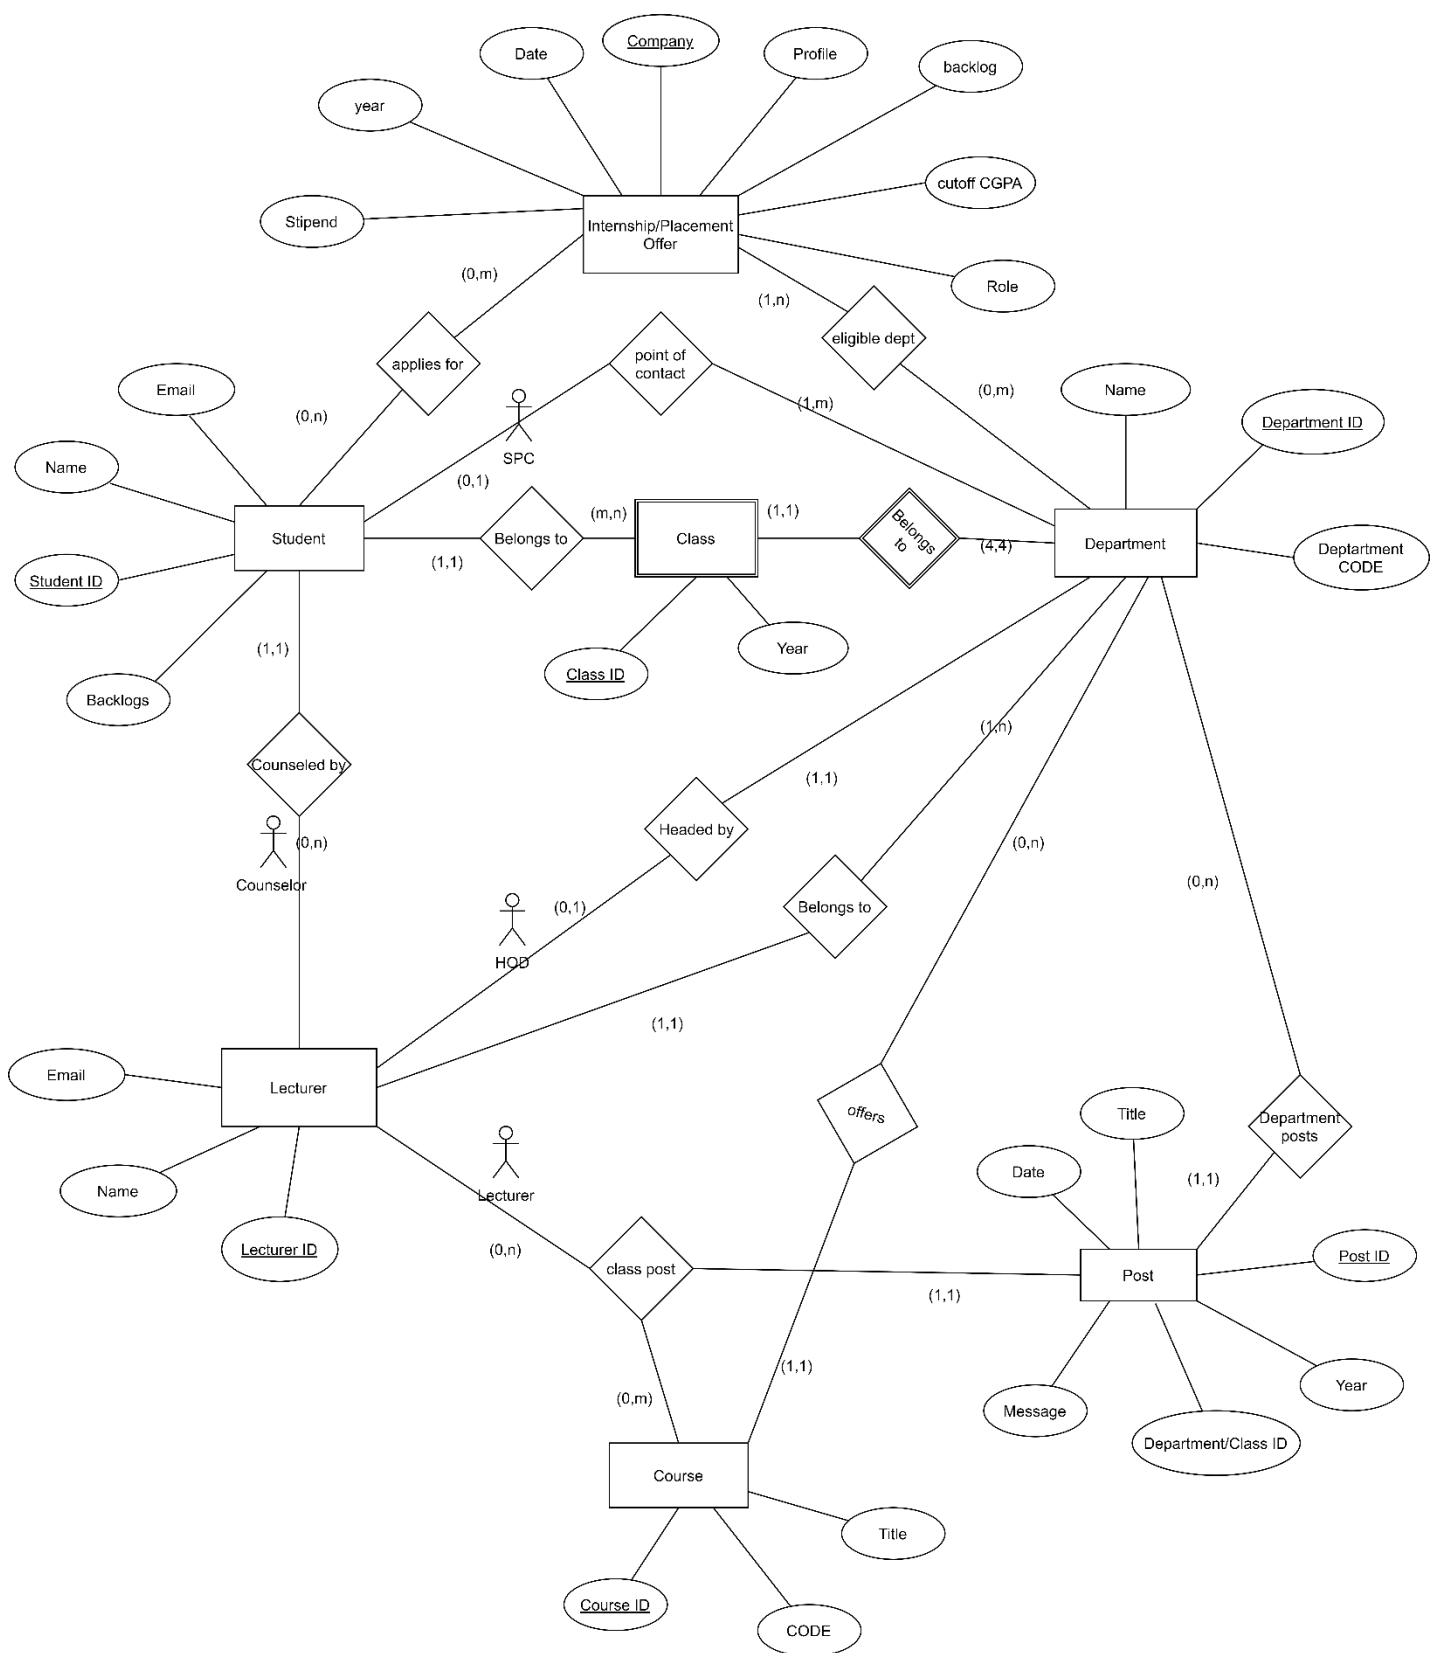 Company
Date
Profile
backlog
year
cutoff CGPA
Stipend
Internship/Placement
Offer
(0,m)
Role
(1,n)
eligible dept
point of
contact
applies for
Email
Name
(0,m)
(1,m)
(0,n)
Department ID
SPC
Name
(0,1)
(m,n)
(1,1)
Student
Belongs to
Class
Belongs
to
(4,4)
Department
Deptartment
CODE
(1,1)
Student ID
(1,1)
Class ID
Year
Backlogs
(1,n)
Counseled by
(1,1)
Headed by
(0,n)
(0,n)
Counselor
(0,n)
(0,1)
Belongs to
HOD
(1,1)
Email
Lecturer
offers
Title
Department
posts
Date
(1,1)
Name
Lecturer
Lecturer ID
(0,n)
class post
Post ID
Post
(1,1)
(1,1)
(0,m)
Year
Message
Department/Class ID
Course
Title
Course ID
CODE